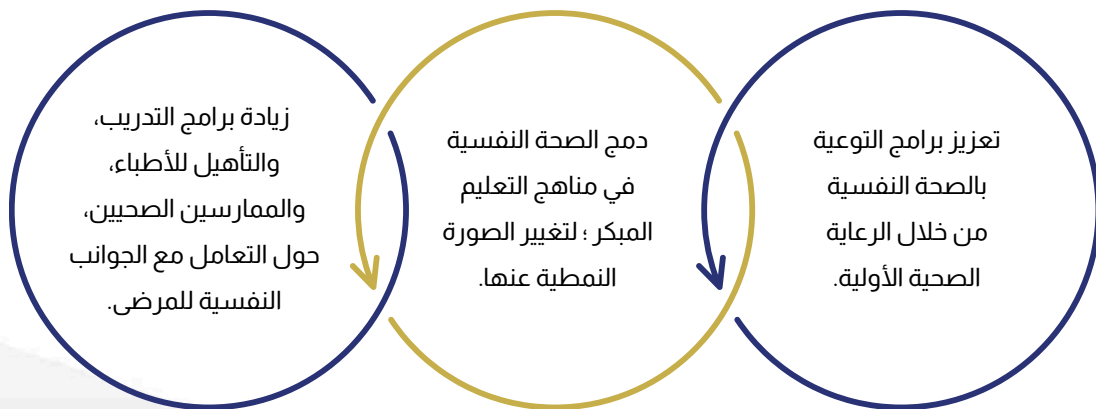 تعزيز برامج التوعية
بالصحة النفسية
من خلال الرعاية
الصحية الأولية.
دمج الصحة النفسية
في مناهج التعليم
المبكر ؛ لتغيير الصورة
النمطية عنها.
زيادة برامج التدريب،
والتأهيل للأطباء،
والممارسين الصحيين،
حول التعامل مع الجوانب
النفسية للمرضى.